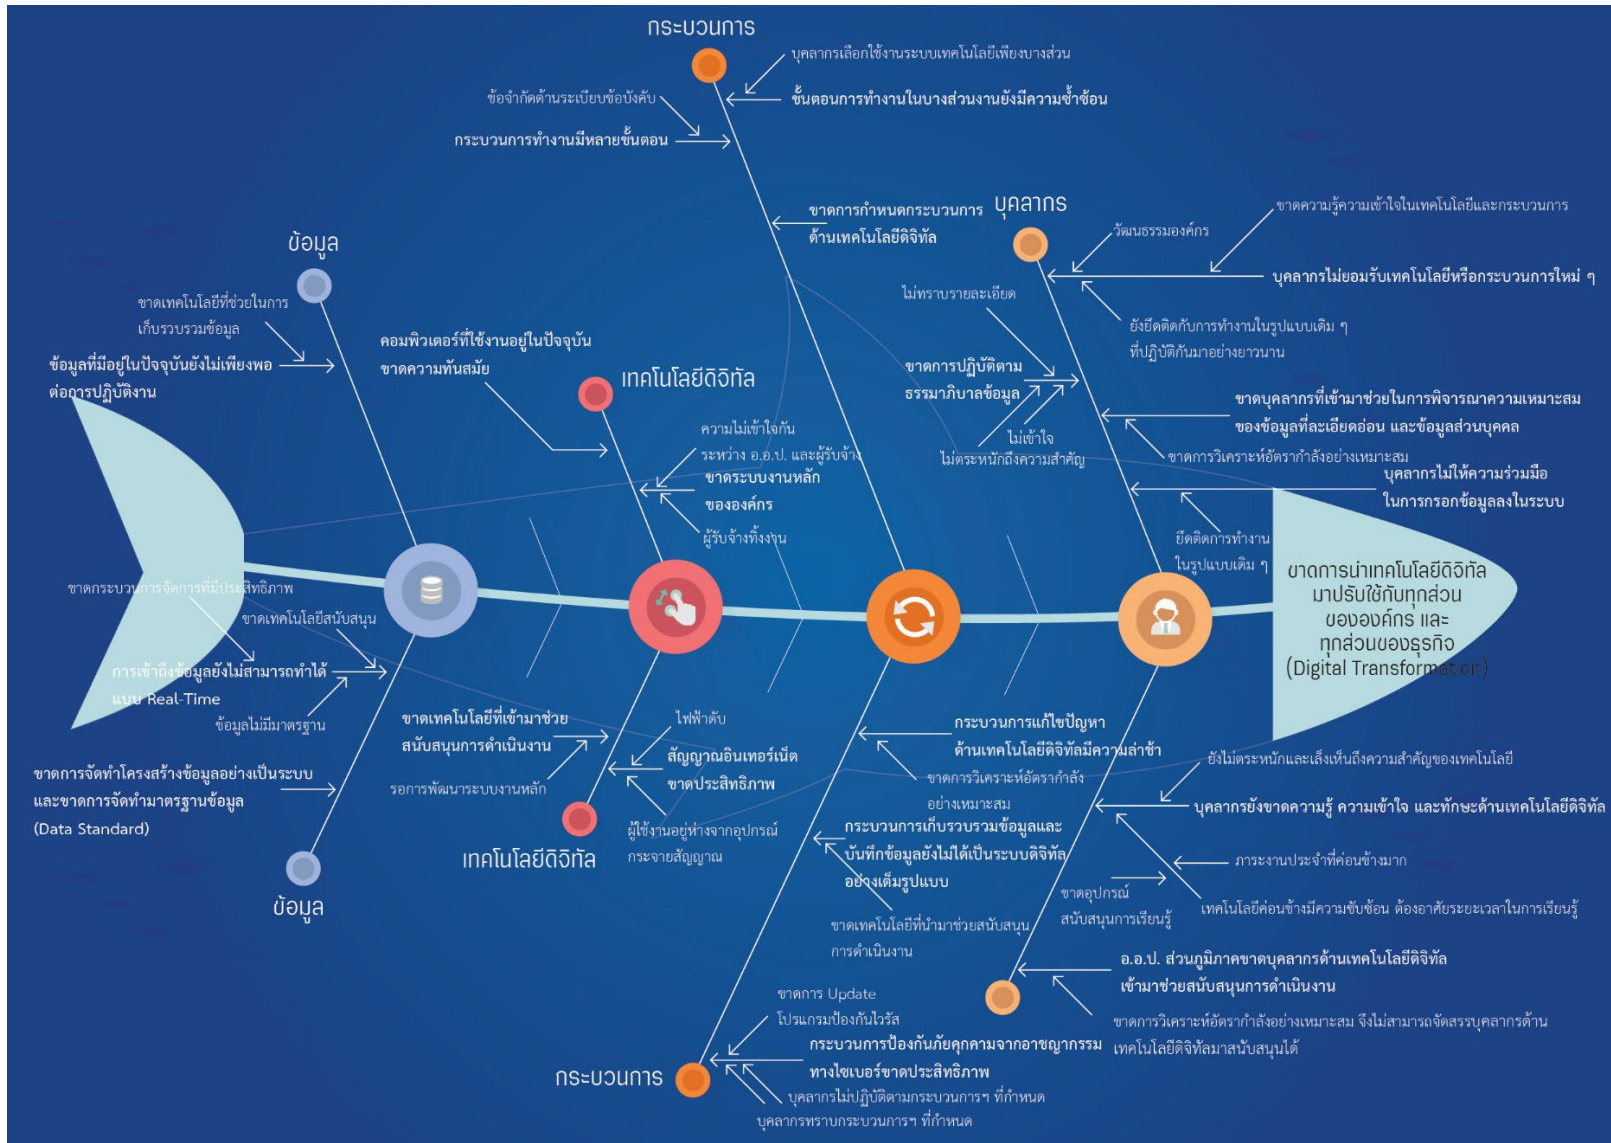 กระบวนการ
บุคลากรเลือกใช้งานระบบเทคโนโลยีเพียงบางส่วน
ข้อจำกัดด้านระเบียบข้อบังคับ
ขั้นตอนการทำงานในบางส่วนงานยังมีความซ้ำซ้อน
กระบวนการทำงานมีหลายขั้นตอน
ขาดการกำหนดกระบวนการ
ด้านเทคโนโลยีดิจิทัล
บุคลากร
ขาดความรู้ความเข้าใจในเทคโนโลยีและกระบวนการ
วัฒนธรรมองค์กร
บุคลากรไม่ยอมรับเทคโนโลยีหรือกระบวนการใหม่ ๆ
ไม่ทราบรายละเอียด
ยังยึดติดกับการทำงานในรูปแบบเดิม ๆ
ที่ปฏิบัติกันมาอย่างยาวนาน
ขาดการปฏิบัติตาม
ธรรมาภิบาลข้อมูล
ไม่เข้าใจ
ไม่ตระหนักถึงความสำคัญ
ขาดบุคลากรที่เข้ามาช่วยในการพิจารณาความเหมาะสม
ของข้อมูลที่ละเอียดอ่อน และข้อมูลส่วนบุคคล
ขาดการวิเคราะห์อัตรากำลังอย่างเหมาะสม
บุคลากรไม่ให้ความร่วมมือ
ในการกรอกข้อมูลลงในระบบ
ยึดติดการทำงาน
ในรูปแบบเดิม ๆ
ข้อมูล
ขาดเทคโนโลยีที่ช่วยในการ
เก็บรวบรวมข้อมูล
ข้อมูลที่มีอยู่ในปัจจุบันยังไม่เพียงพอ
ต่อการปฏิบัติงาน
คอมพิวเตอร์ที่ใช้งานอยู่ในปัจจุบัน
ขาดความทันสมัย
เทคโนโลยีดิจิทัล
ความไม่เข้าใจกัน
ระหว่าง อ.อ.ป. และผู้รับจ้าง
ขาดระบบงานหลัก
ขององค์กร
ผู้รับจ้างทิ้งงาน
ขาดการนำเทคโนโลยีดิจิทัล
มาปรับใช้กับทุกส่วน
ขององค์กร และ
ทุกส่วนของธุรกิจ
(Digital Transformation)
ขาดกระบวนการจัดการที่มีประสิทธิภาพ
ขาดเทคโนโลยีสนับสนุน
การเข้าถึงข้อมูลยังไม่สามารถทำได้
แบบ Real-Time
ข้อมูลไม่มีมาตรฐาน
ขาดการจัดทำโครงสร้างข้อมูลอย่างเป็นระบบ
และขาดการจัดทำมาตรฐานข้อมูล
(Data Standard)
ข้อมูล
ขาดเทคโนโลยีที่เข้ามาช่วย
สนับสนุนการดำเนินงาน
รอการพัฒนาระบบงานหลัก
ไฟฟ้าดับ
สัญญาณอินเทอร์เน็ต
ขาดประสิทธิภาพ
ผู้ใช้งานอยู่ห่างจากอุปกรณ์
กระจายสัญญาณ
เทคโนโลยีดิจิทัล
กระบวนการแก้ไขปัญหา
ด้านเทคโนโลยีดิจิทัลมีความล่าช้า
ขาดการวิเคราะห์อัตรากำลัง
อย่างเหมาะสม
กระบวนการเก็บรวบรวมข้อมูลและ
บันทึกข้อมูลยังไม่ได้เป็นระบบดิจิทัล
อย่างเต็มรูปแบบ
ขาดเทคโนโลยีที่นำมาช่วยสนับสนุน
การดำเนินงาน
ขาดการ Update
โปรแกรมป้องกันไวรัส
กระบวนการป้องกันภัยคุกคามจากอาชญากรรม
ทางไซเบอร์ขาดประสิทธิภาพ
บุคลากรไม่ปฏิบัติตามกระบวนการฯ ที่กำหนด
บุคลากรทราบกระบวนการฯ ที่กำหนด
กระบวนการ
ยังไม่ตระหนักและเล็งเห็นถึงความสำคัญของเทคโนโลยี
บุคลากรยังขาดความรู้ ความเข้าใจ และทักษะด้านเทคโนโลยีดิจิทัล
ภาระงานประจำที่ค่อนข้างมาก
ขาดอุปกรณ์
สนับสนุนการเรียนรู้
เทคโนโลยีค่อนข้างมีความซับซ้อน ต้องอาศัยระยะเวลาในการเรียนรู้
อ.อ.ป. ส่วนภูมิภาคขาดบุคลากรด้านเทคโนโลยีดิจิทัล
เข้ามาช่วยสนับสนุนการดำเนินงาน
ขาดการวิเคราะห์อัตรากำลังอย่างเหมาะสม จึงไม่สามารถจัดสรรบุคลากรด้าน
เทคโนโลยีดิจิทัลมาสนับสนุนได้